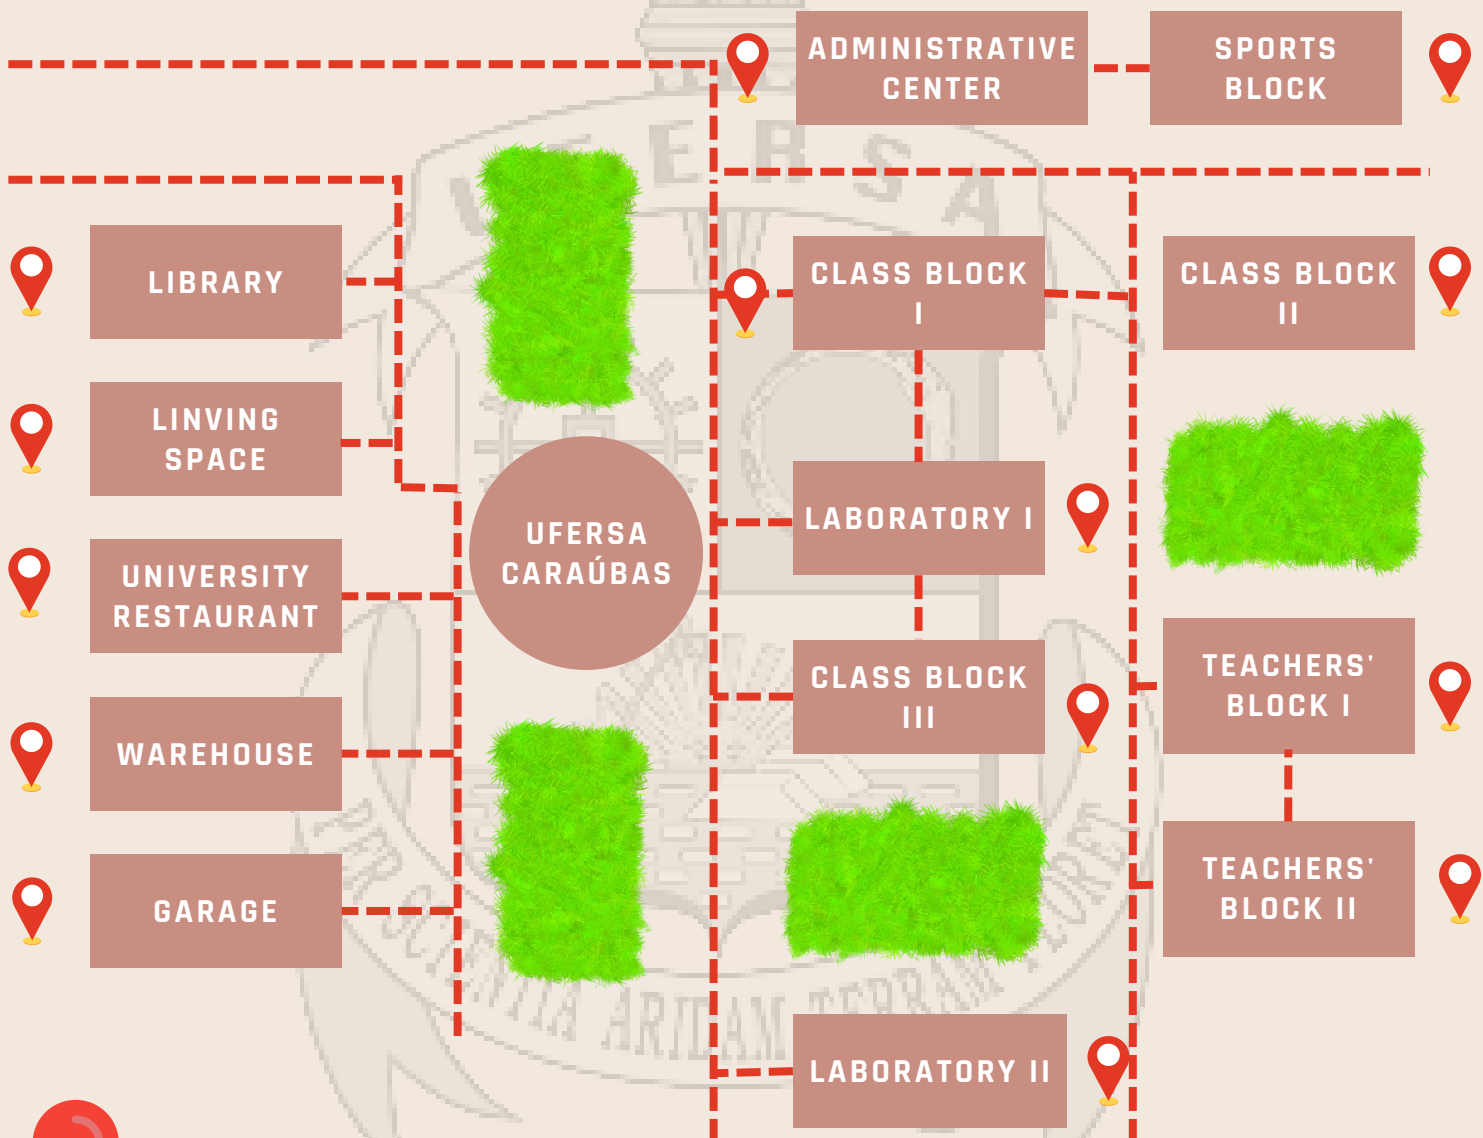 ADMINISTRATIVE
CENTER
SPORTS
BLOCK
UFERSA
LIBRARY
CLASS BLOCK
I
CLASS BLOCK
II
LINVING
SPACE
LABORATORY I
UFERSA
CARAÚBAS
UNIVERSITY
RESTAURANT
CLASS BLOCK
III
TEACHERS'
BLOCK I
WAREHOUSE
TEACHERS'
BLOCK II
GARAGE
LABORATORY II